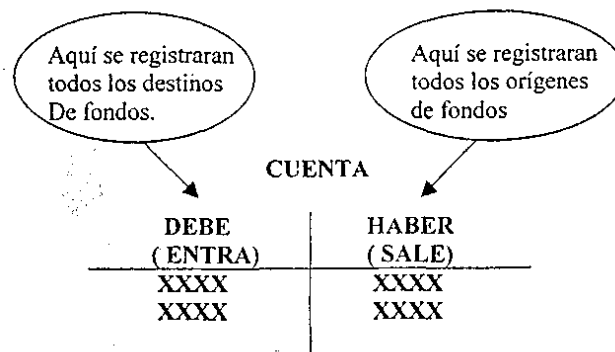 Aquí se registraran
todos los destinos
De fondos.
Aquí se registraran
todos los orígenes
de fondos
CUENTA
DEBE
( ENTRA)
HABER
( SALE)
XXXX
XXXX
XXXX
XXXX